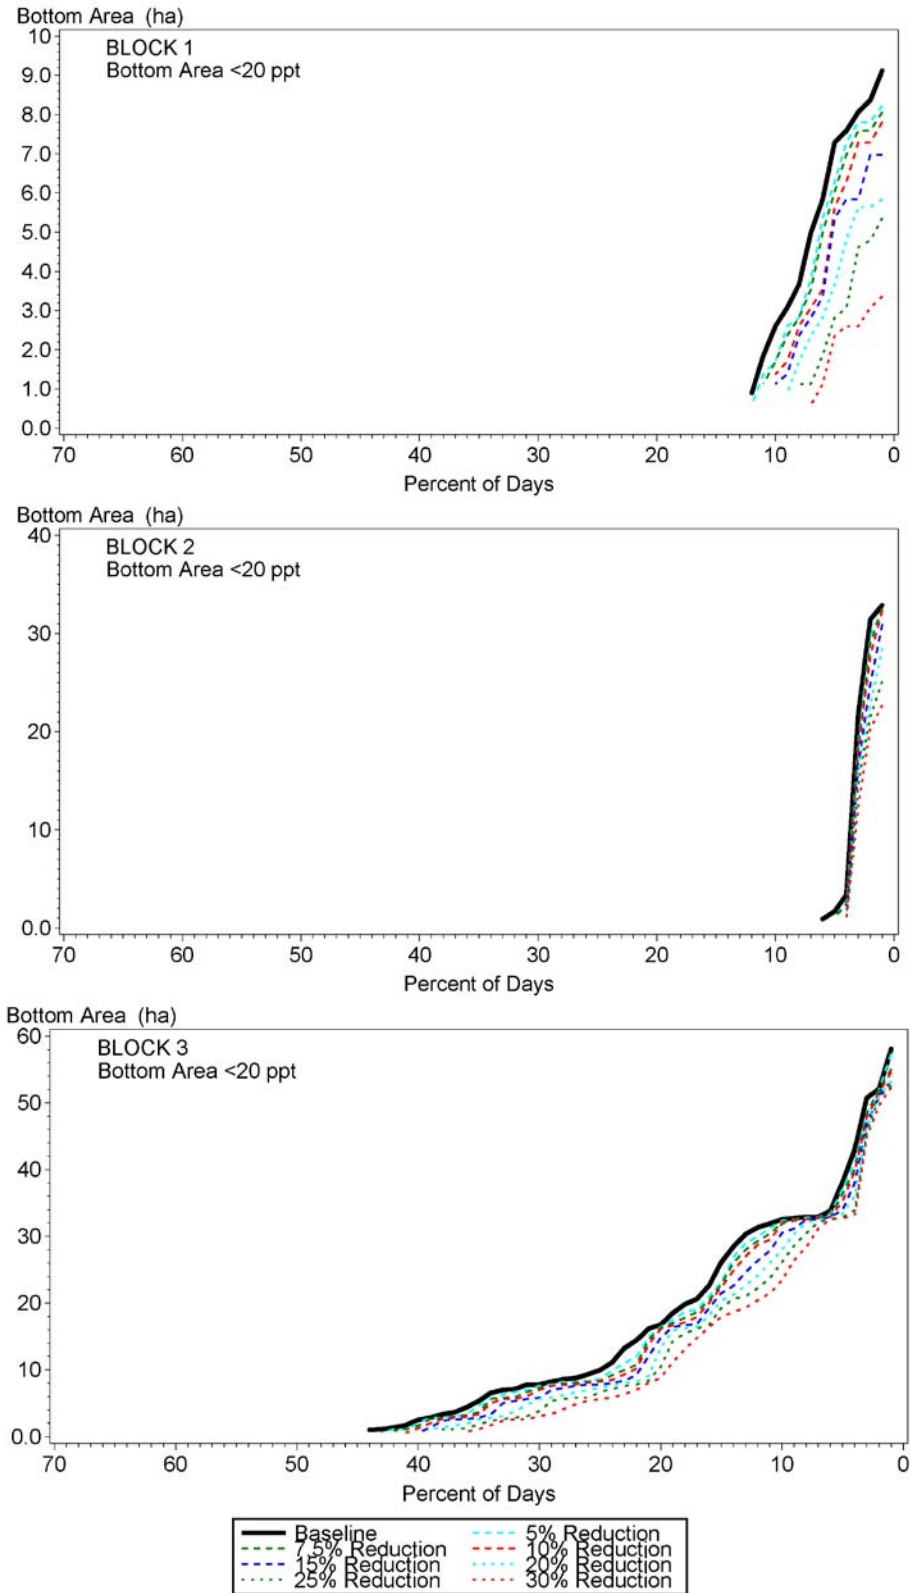 Bottom Area (ha)
BLOCK 1
Bottom Area <20 ppt
10
9.0
8.0
7.0
6.0
5.0
4.0
3.0
2.0
1.0
0.0
70 60 50 40 30 20 10 0
Percent of Days
Bottom Area (ha)
BLOCK 2
Bottom Area <20 ppt
40
30
20
10
0.0
70 60 50 40 30 20 10 0
Percent of Days
Bottom Area (ha)
BLOCK 3
Bottom Area <20 ppt
60
50
40
30
20
10
0.0
70 60 50 40 30 20 10 0
Percent of Days
Baseline 5% Reduction
7.5% Reduction 10% Reduction
15% Reduction 20% Reduction
25% Reduction 30% Reduction